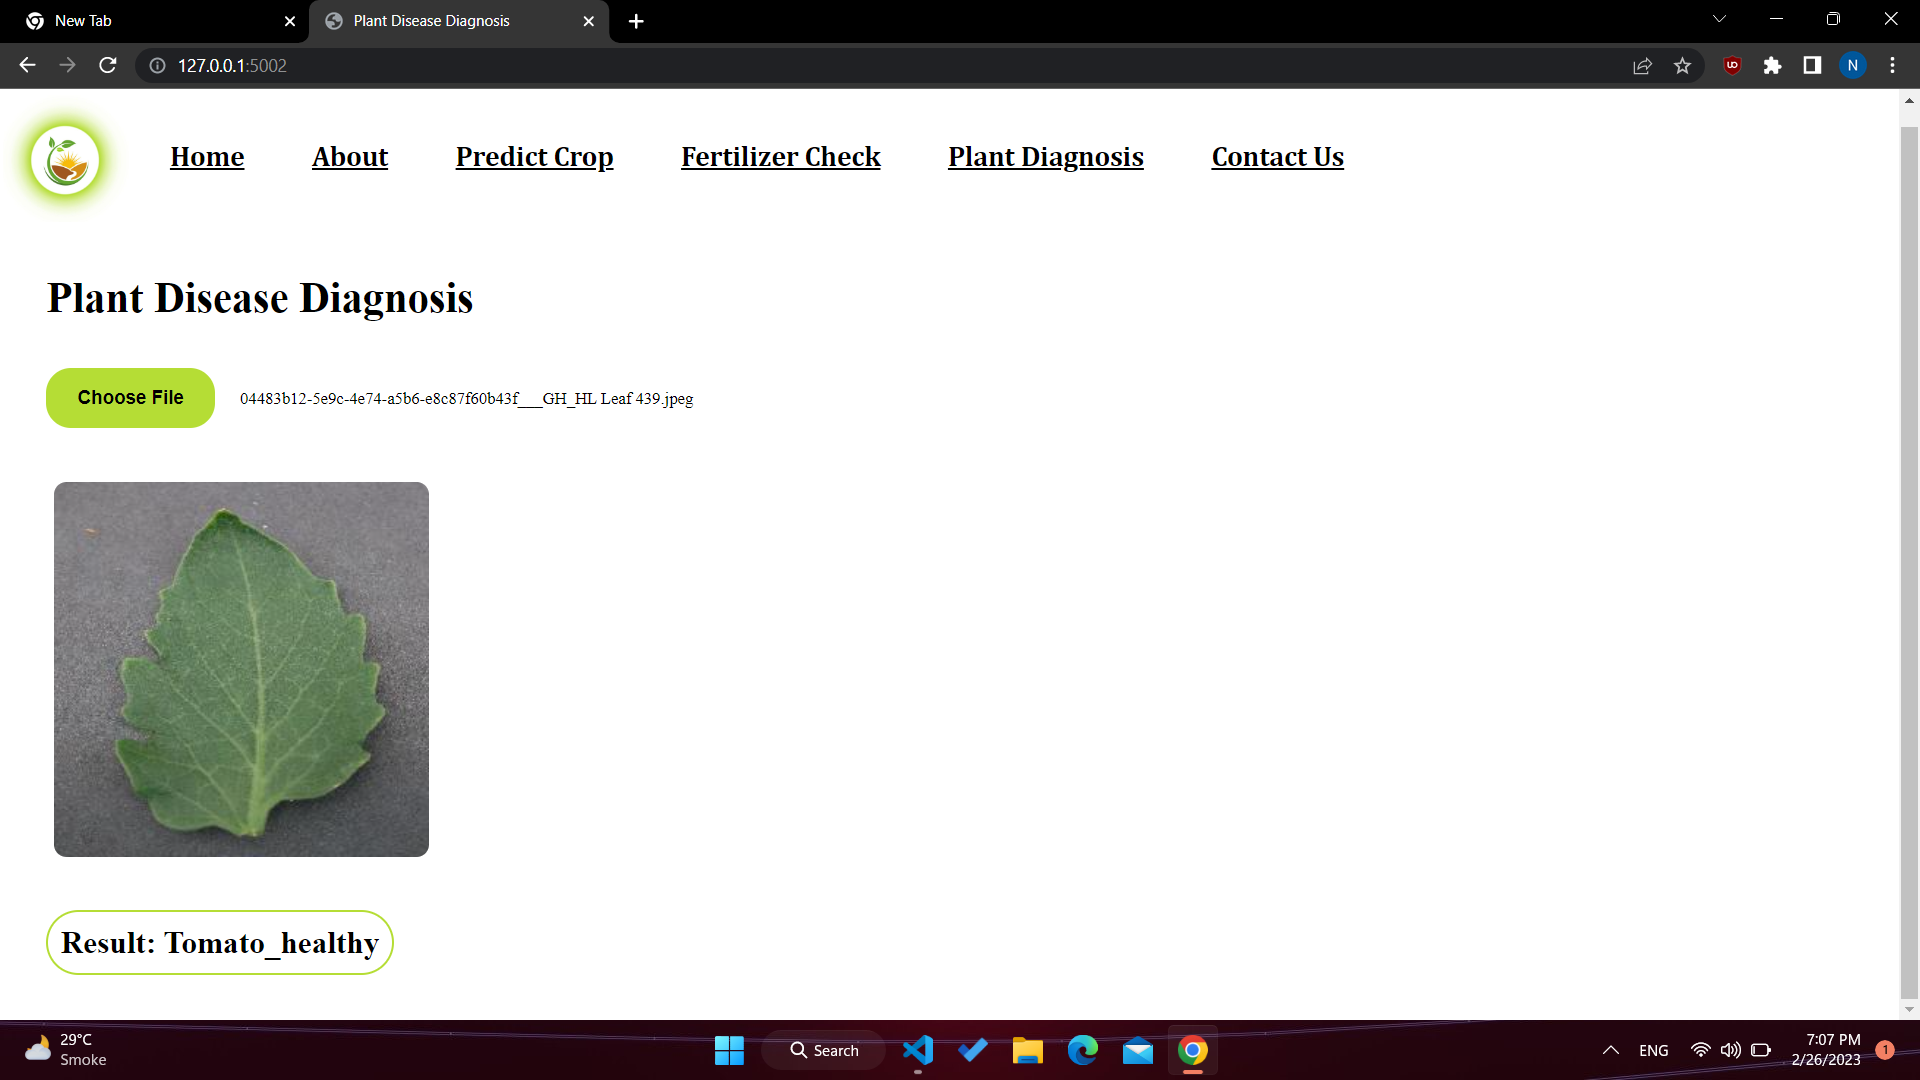 New Tab
Plant Disease Diagnosis
127.0.0.1:5002
N
Home About Predict Crop Fertilizer Check Plant Diagnosis Contact Us
Plant Disease Diagnosis
Choose File 04483b12-5e9c-4e74-a5b6-e8c87f60b43f___GH_HL Leaf 439.jpeg
Result: Tomato_healthy
29°C
Smoke
Search
ENG
7:07 PM
2/26/2023
1